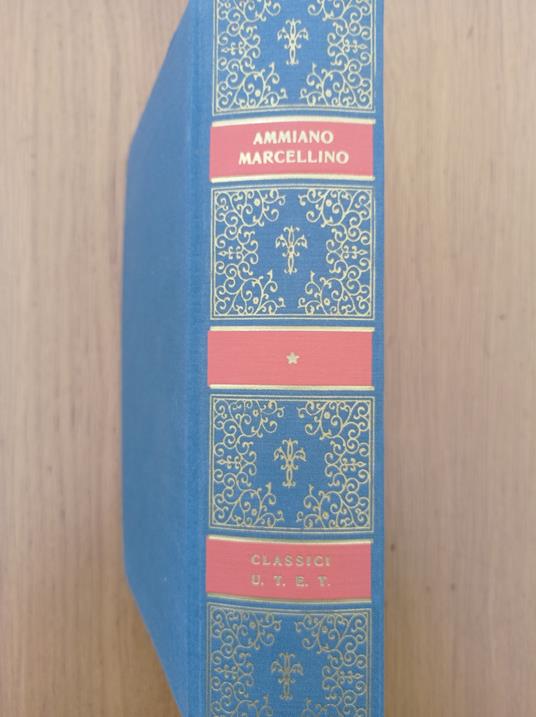 AMMIANO
MARCELLINO
CLASSICI
U. T. E. T.